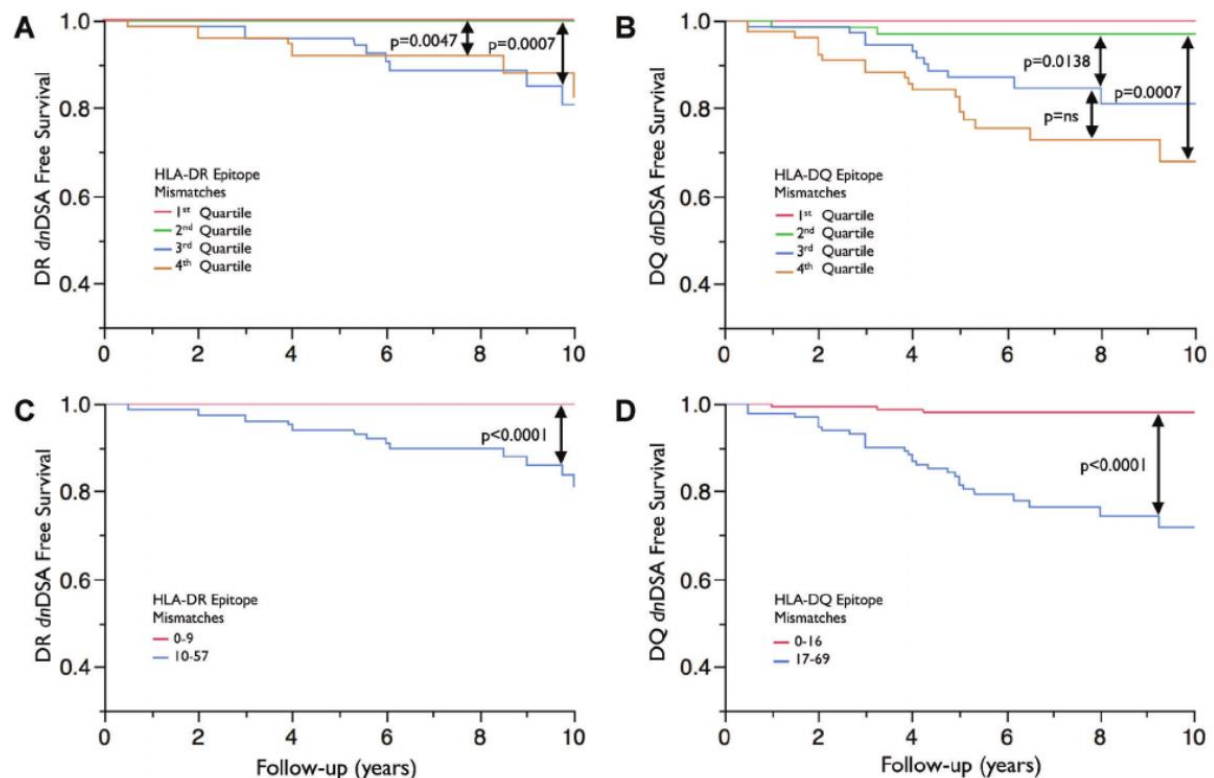 A
DR dnDSA Free Survival
1.0
0.8
0.6
0.4
p=0.0047
p=0.0007
HLA-DR Epitope
Mismatches
1st Quartile
2nd Quartile
3rd Quartile
4th Quartile
0 2 4 6 8 10
B
DQ dnDSA Free Survival
1.0
0.8
0.6
0.4
p=0.0138
p=0.0007
p=ns
HLA-DQ Epitope
Mismatches
1st Quartile
2nd Quartile
3rd Quartile
4th Quartile
0 2 4 6 8 10
C
DR dnDSA Free Survival
1.0
0.8
0.6
0.4
p<0.0001
HLA-DR Epitope
Mismatches
0-9
10-57
0 2 4 6 8 10
Follow-up (years)
D
DQ dnDSA Free Survival
1.0
0.8
0.6
0.4
p<0.0001
HLA-DQ Epitope
Mismatches
0-16
17-69
0 2 4 6 8 10
Follow-up (years)